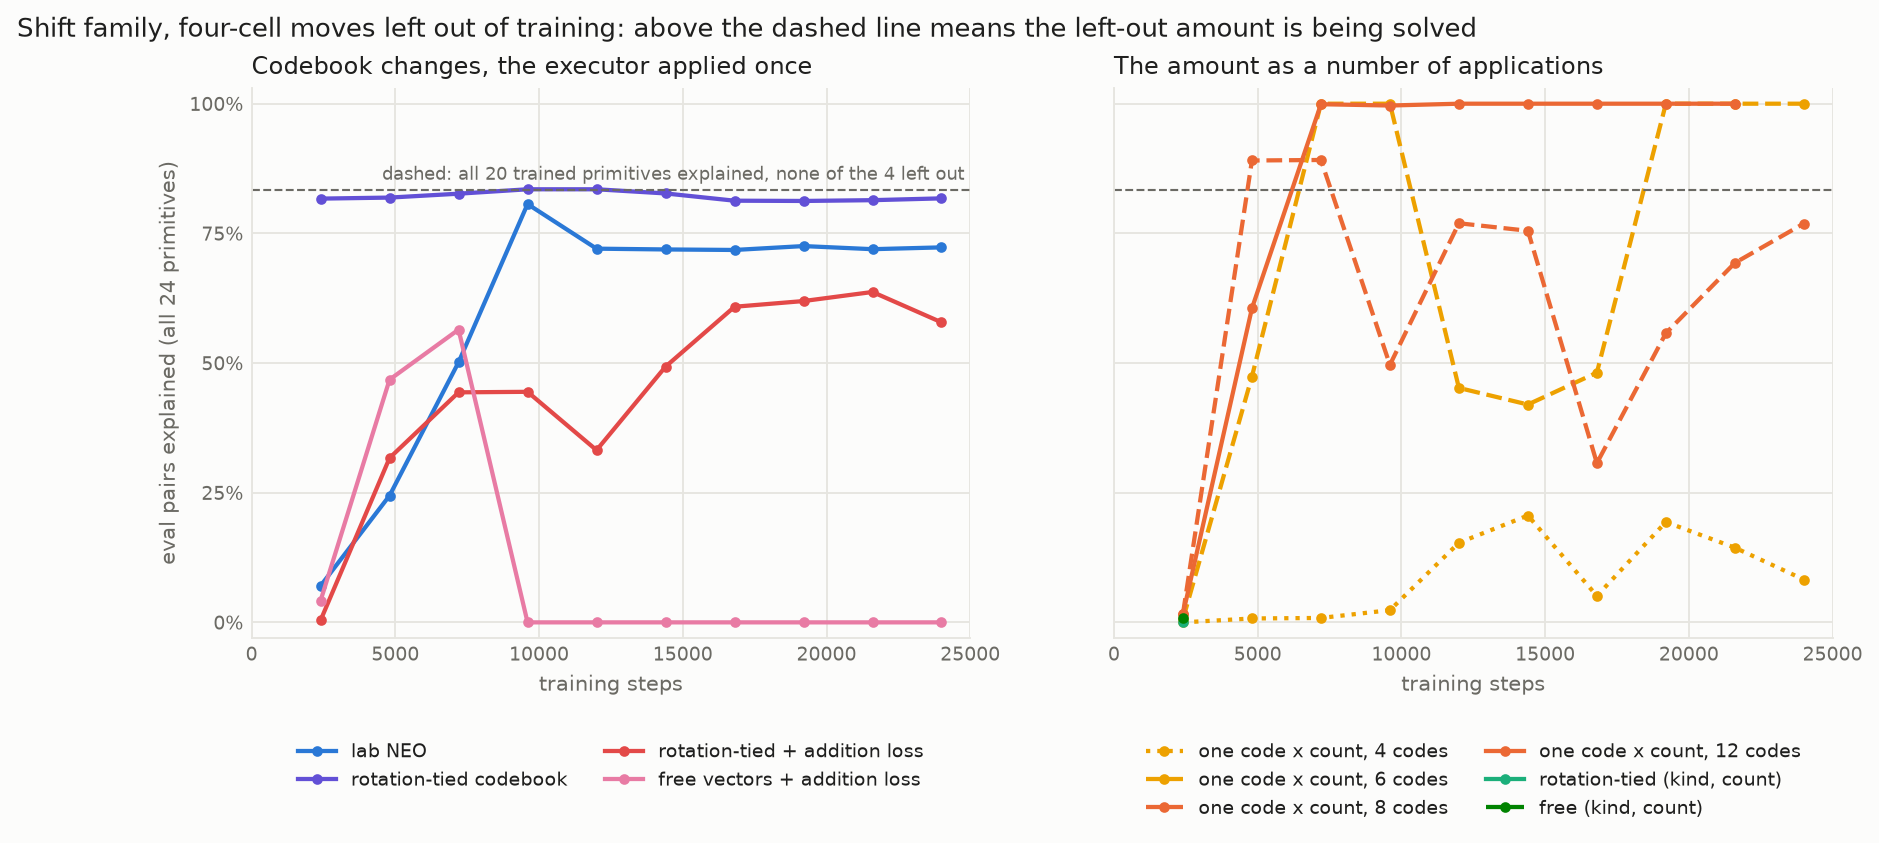 Shift family, four-cell moves left out of training: above the dashed line means the left-out amount is being solved
Codebook changes, the executor applied once
The amount as a number of applications
eval pairs explained (all 24 primitives)
100%
75%
50%
25%
0%
dashed: all 20 trained primitives explained, none of the 4 left out
0 5000 10000 15000 20000 25000
0 5000 10000 15000 20000 25000
training steps
training steps
lab NEO
rotation-tied codebook
rotation-tied + addition loss
free vectors + addition loss
one code x count, 4 codes
one code x count, 6 codes
one code x count, 8 codes
one code x count, 12 codes
rotation-tied (kind, count)
free (kind, count)